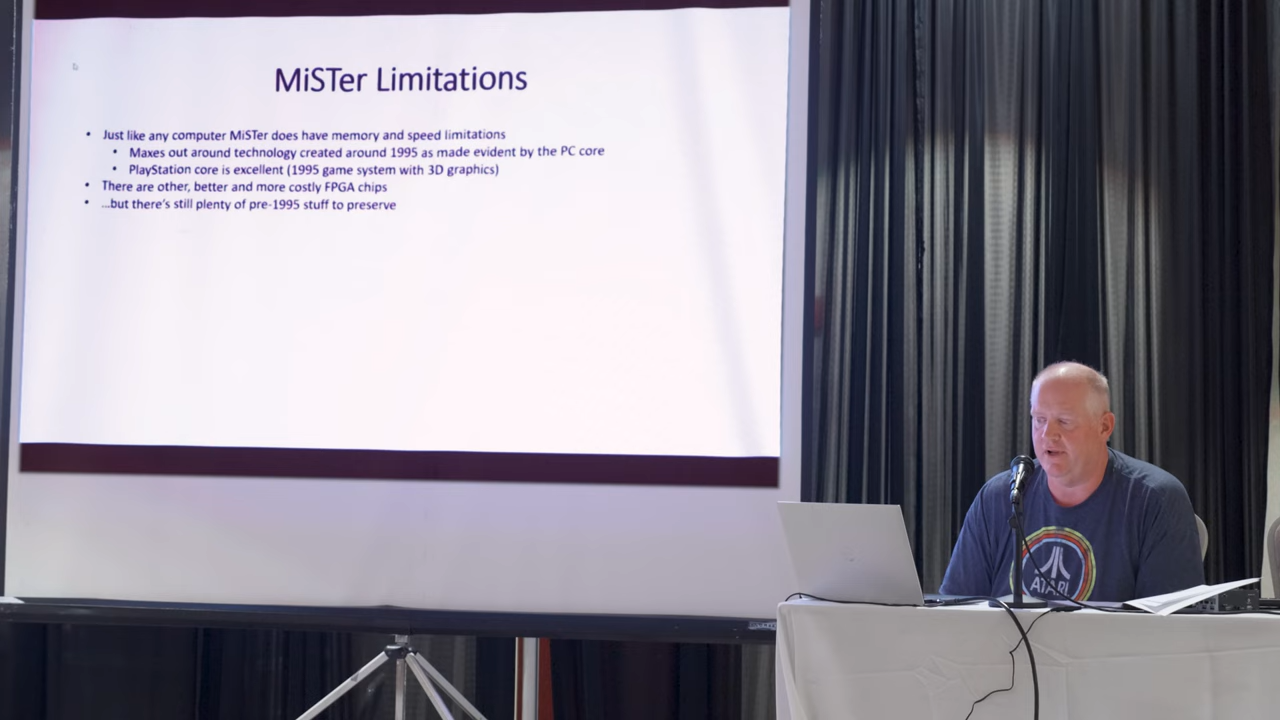 MiSTer Limitations
• Just like any computer MiSTer does have memory and speed limitations
• Maxes out around technology created around 1995 as made evident by the PC core
• PlayStation core is excellent (1995 game system with 3D graphics)
• There are other, better and more costly FPGA chips
• ...but there's still plenty of pre-1995 stuff to preserve
ATARI